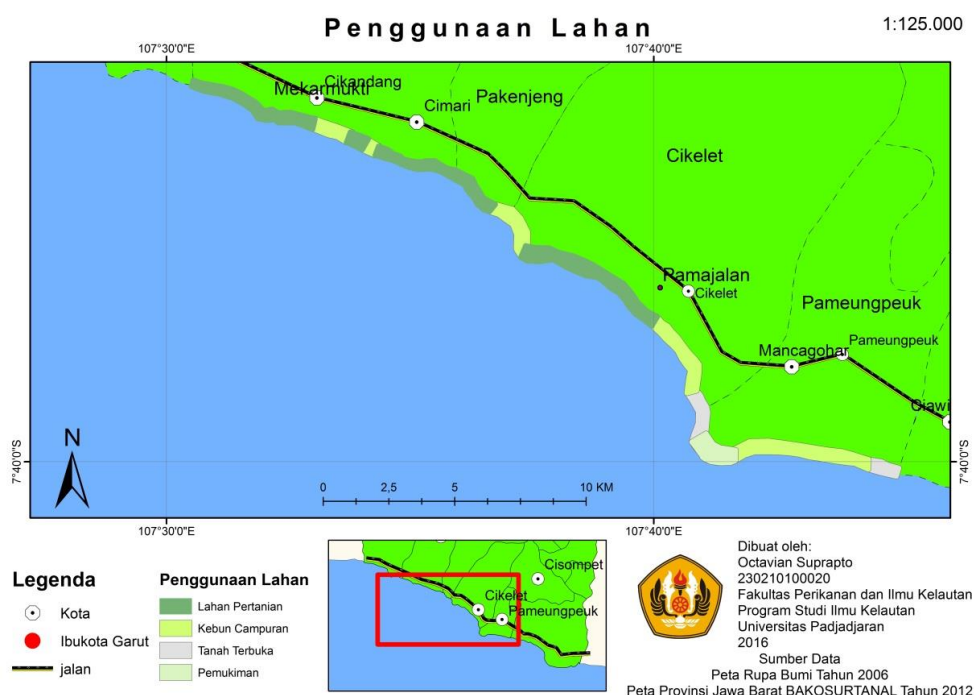 Penggunaan Lahan
1:125.000
107°30'0"E
107°40'0"E
Cikandang
Mekarmukti
Cimari
Pakenjeng
Cikelet
Pamajalan
Cikelet
Pameungpeuk
Mancagohar
Pameungpeuk
Ciawi
N
7°40'0"S
7°40'0"S
0 2,5 5 10 KM
107°30'0"E
107°40'0"E
Legenda
Kota
Ibukota Garut
jalan
Penggunaan Lahan
Lahan Pertanian
Kebun Campuran
Tanah Terbuka
Pemukiman
Cisompet
Cikelet
Pameungpeuk
Dibuat oleh:
Octavian Suprapto
230210100020
Fakultas Perikanan dan Ilmu Kelautan
Program Studi Ilmu Kelautan
Universitas Padjadjaran
2016
Sumber Data
Peta Rupa Bumi Tahun 2006
Peta Provinsi Jawa Barat BAKOSURTANAL Tahun 2012